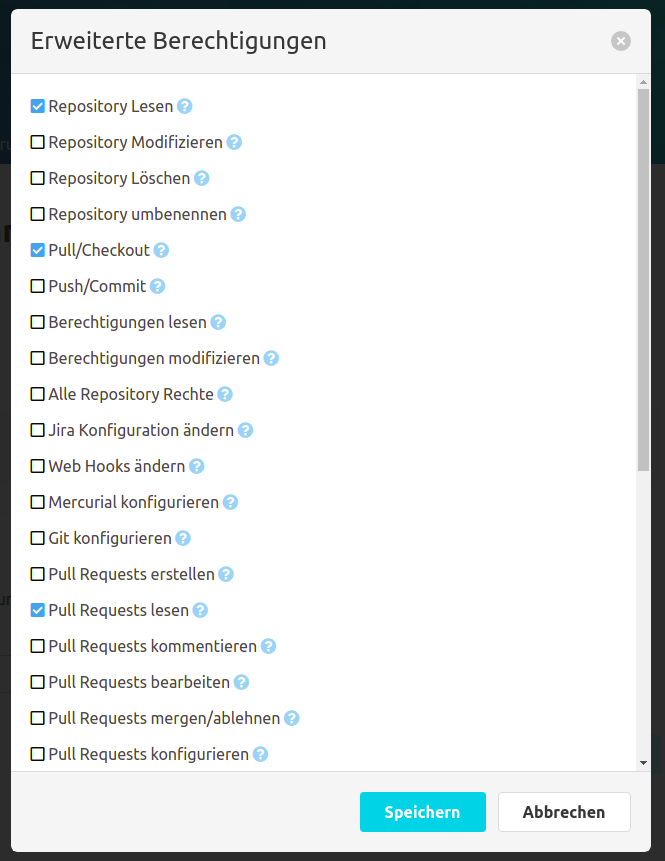 Erweiterte Berechtigungen
Repository Lesen
Repository Modifizieren
Repository Löschen
Repository umbenennen
Pull/Checkout
Push/Commit
Berechtigungen lesen
Berechtigungen modifizieren
Alle Repository Rechte
Jira Konfiguration ändern
Web Hooks ändern
Mercurial konfigurieren
Git konfigurieren
Pull Requests erstellen
Pull Requests lesen
Pull Requests kommentieren
Pull Requests bearbeiten
Pull Requests mergen/ablehnen
Pull Requests konfigurieren
Speichern
Abbrechen